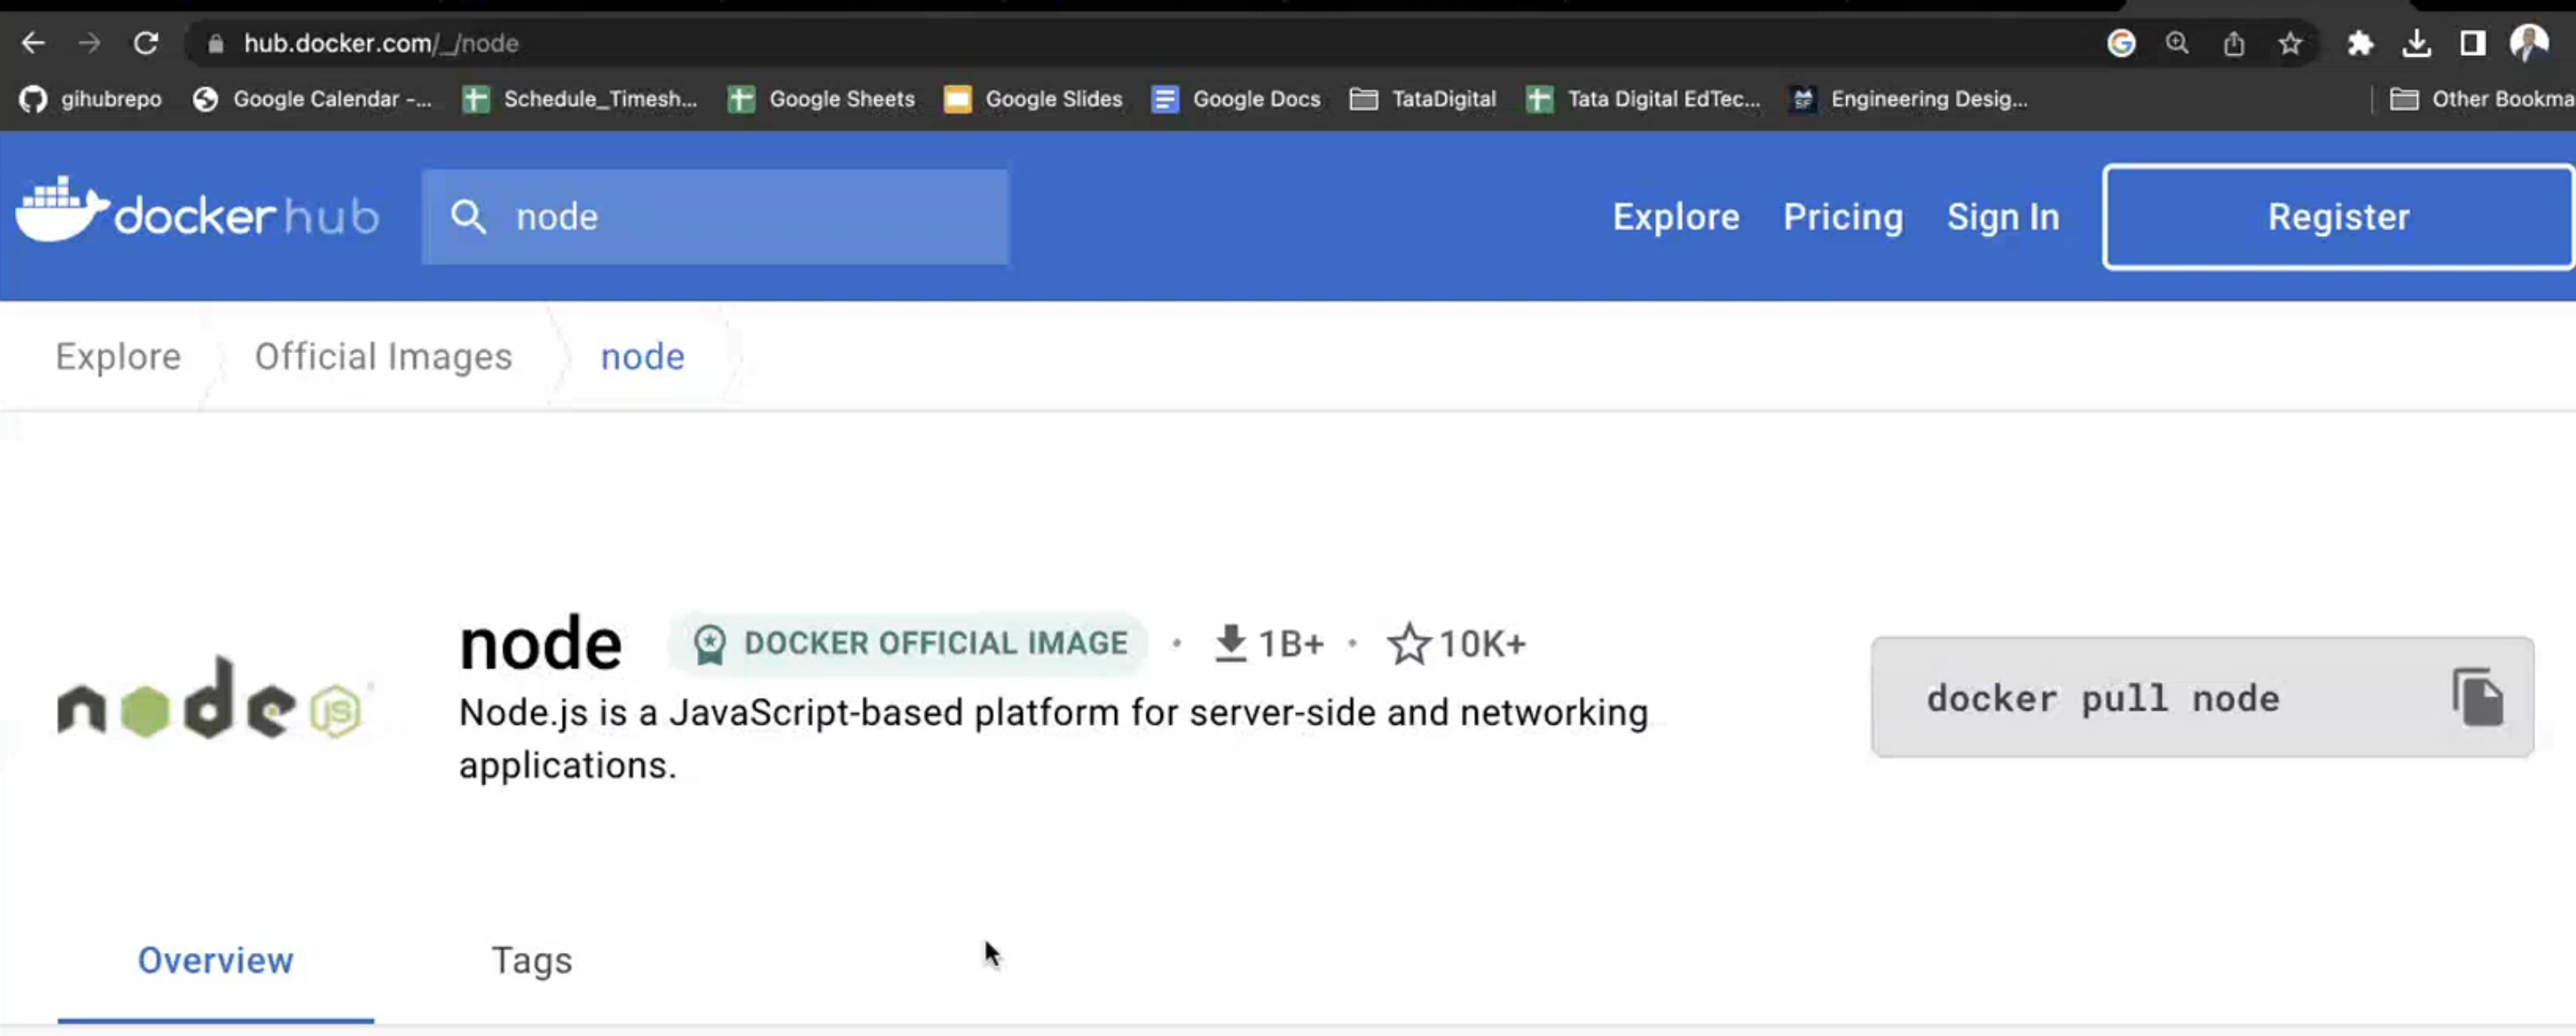 hub.docker.com/_/node
gihubrepo Google Calendar -... Schedule_Timesh... Google Sheets Google Slides Google Docs TataDigital Tata Digital EdTec... Engineering Desig... Other Bookma
docker hub node Explore Pricing Sign In Register
Explore Official Images node
node DOCKER OFFICIAL IMAGE · 1B+ · 10K+
node js
Node.js is a JavaScript-based platform for server-side and networking
applications.
docker pull node
Overview Tags